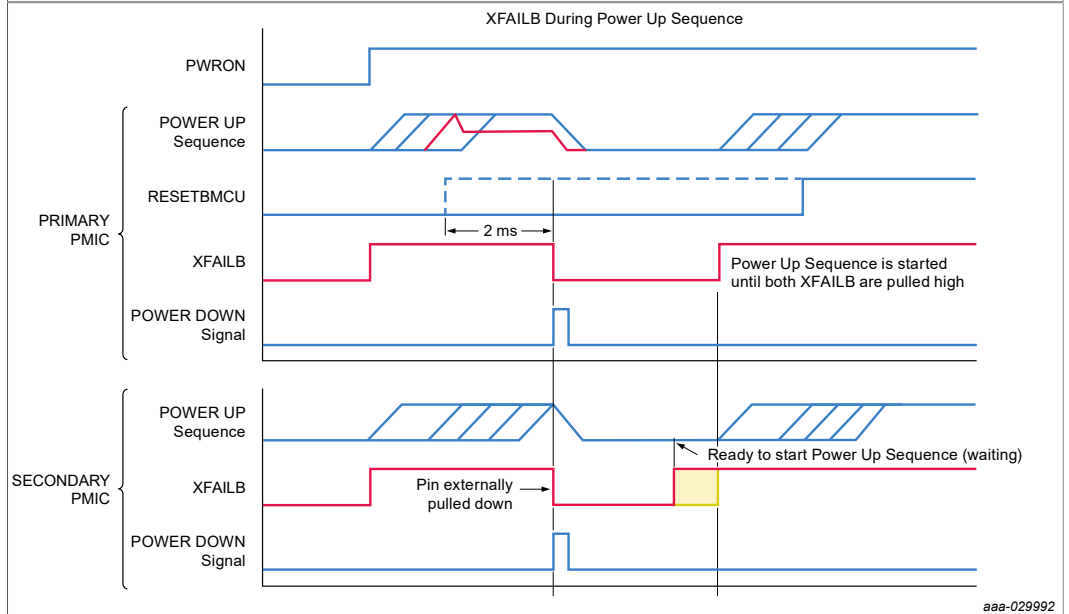 XFAILB During Power Up Sequence
PWRON
POWER UP
Sequence
RESETBMCU
2 ms
PRIMARY
PMIC
XFAILB
Power Up Sequence is started
until both XFAILB are pulled high
POWER DOWN
Signal
POWER UP
Sequence
Ready to start Power Up Sequence (waiting)
SECONDARY
PMIC
XFAILB
Pin externally
pulled down
POWER DOWN
Signal
aaa-029992